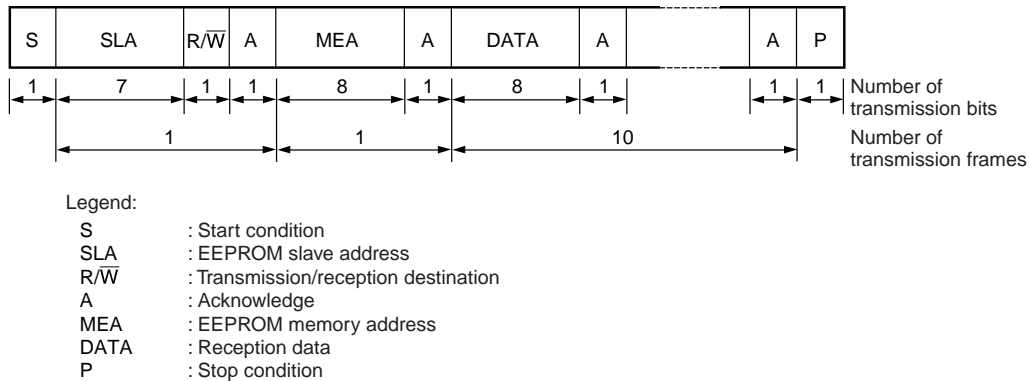 S SLA R/W̅ A MEA A DATA A A P
1 7 1 1 8 1 8 1 1 1 Number of
transmission bits
1 1 10 Number of
transmission frames
Legend:
S : Start condition
SLA : EEPROM slave address
R/W̅ : Transmission/reception destination
A : Acknowledge
MEA : EEPROM memory address
DATA : Reception data
P : Stop condition